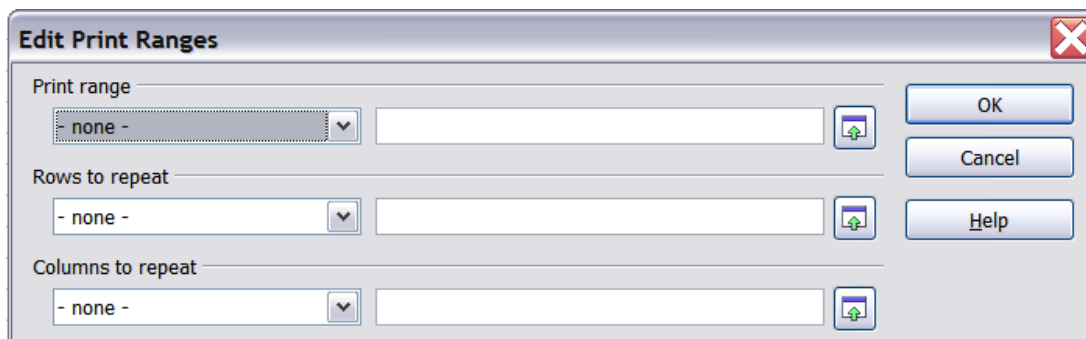 Edit Print Ranges
Print range
- none -
OK
Cancel
Rows to repeat
- none -
Help
Columns to repeat
- none -